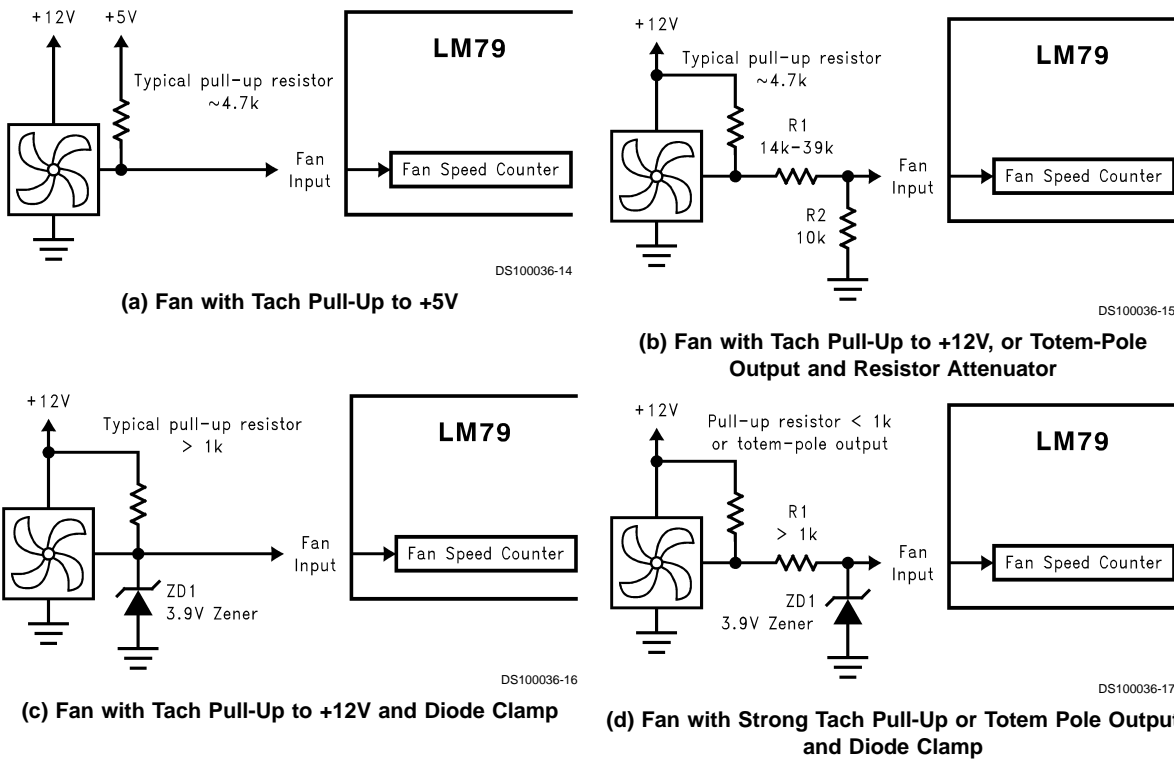 +12V +5V
LM79
Typical pull-up resistor
~4.7k
Fan
Input
Fan Speed Counter
DS100036-14
(a) Fan with Tach Pull-Up to +5V
+12V
LM79
Typical pull-up resistor
~4.7k
R1
14k-39k
Fan
Input
Fan Speed Counter
R2
10k
DS100036-15
(b) Fan with Tach Pull-Up to +12V, or Totem-Pole
Output and Resistor Attenuator
+12V
LM79
Typical pull-up resistor
> 1k
Fan
Input
Fan Speed Counter
ZD1
3.9V Zener
DS100036-16
(c) Fan with Tach Pull-Up to +12V and Diode Clamp
+12V
LM79
Pull-up resistor < 1k
or totem-pole output
R1
> 1k
Fan
Input
Fan Speed Counter
ZD1
3.9V Zener
DS100036-17
(d) Fan with Strong Tach Pull-Up or Totem Pole Output
and Diode Clamp